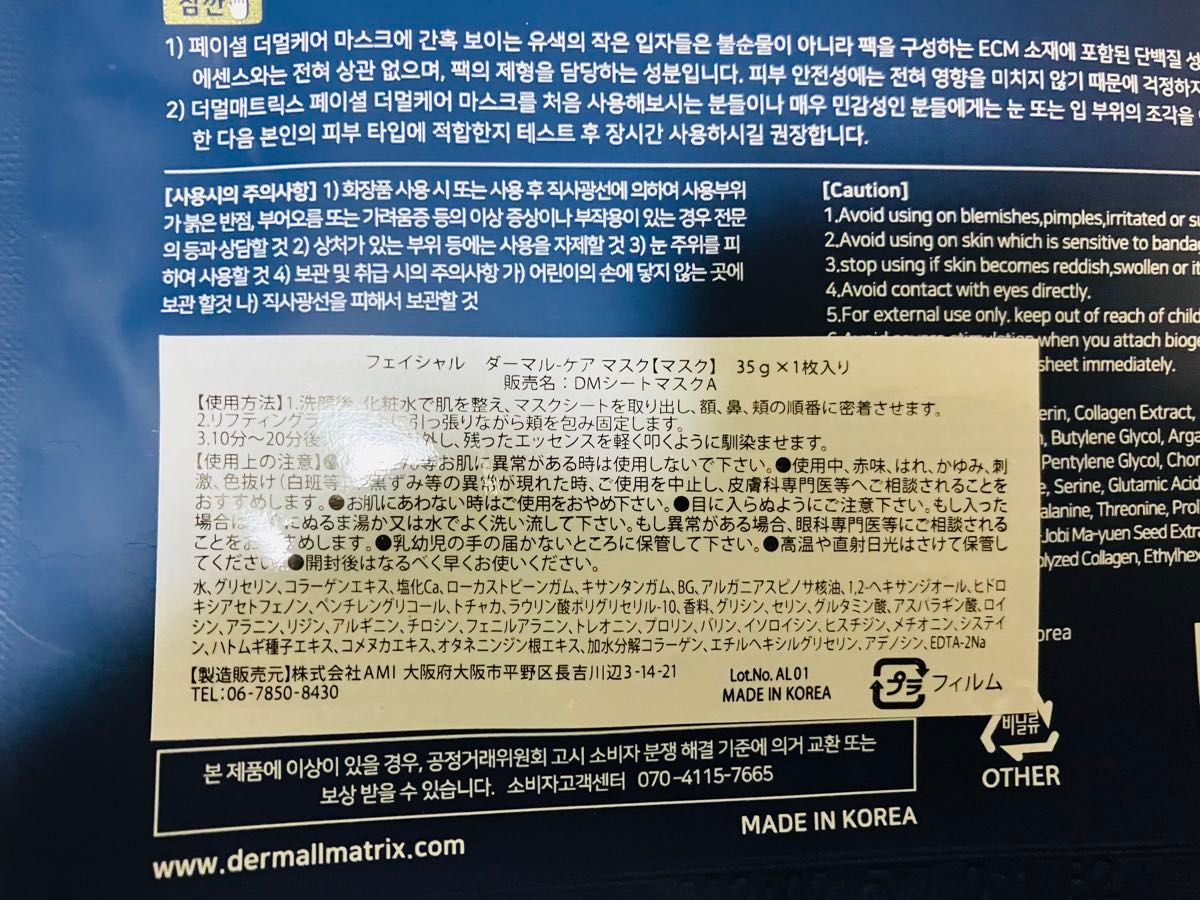 잠깐
1) 페이셜 더멀케어 마스크에 간혹 보이는 유색의 작은 입자들은 불순물이 아니라 팩을 구성하는 ECM 소재에 포함된 단백질 성
에센스와는 전혀 상관 없으며, 팩의 제형을 담당하는 성분입니다. 피부 안전성에는 전혀 영향을 미치지 않기 때문에 걱정하지
2) 더멀매트릭스 페이셜 더멀케어 마스크를 처음 사용해보시는 분들이나 매우 민감성인 분들에게는 눈 또는 입 부위의 조각을
한 다음 본인의 피부 타입에 적합한지 테스트 후 장시간 사용하시길 권장합니다.
[사용시의 주의사항] 1) 화장품 사용 시 또는 사용 후 직사광선에 의하여 사용부위
가 붉은 반점, 부어오름 또는 가려움증 등의 이상 증상이나 부작용이 있는 경우 전문
의 등과 상담할 것 2) 상처가 있는 부위 등에는 사용을 자제할 것 3) 눈 주위를 피
하여 사용할 것 4) 보관 및 취급 시의 주의사항 가) 어린이의 손에 닿지 않는 곳에
보관 할것 나) 직사광선을 피해서 보관할 것
[Caution]
1.Avoid using on blemishes,pimples,irritated or
2.Avoid using on skin which is sensitive to
3.stop using if skin becomes reddish,swollen or
4.Avoid contact with eyes directly.
5.For external use only. keep out of reach of
when you attach
sheet immediately.
フェイシャル ダーマル-ケア マスク【マスク】 35g×1枚入り
販売名：DMシートマスクA
【使用方法】1.洗顔後、化粧水で肌を整え、マスクシートを取り出し、額、鼻、頬の順番に密着させます。
2.リフティングラ に引っ張りながら頬を包み固定します。
3.10分〜20分後 外し、残ったエッセンスを軽く叩くように馴染ませます。
【使用上の注意】● 等お肌に異常がある時は使用しないで下さい。●使用中、赤味、はれ、かゆみ、刺
激、色抜け(白斑等 黒ずみ等の異常が現れた時、ご使用を中止し、皮膚科専門医等へご相談されることを
おすすめします。●お肌にあわない時はご使用をおやめ下さい。●目に入らぬようにご注意下さい。もし入った
場合は にぬるま湯か又は水でよく洗い流して下さい。もし異常がある場合、眼科専門医等にご相談される
ことをおすすめします。●乳幼児の手の届かないところに保管して下さい。●高温や直射日光はさけて保管し
てください。●開封後はなるべく早くお使いください。
水、グリセリン、コラーゲンエキス、塩化Ca、ローカストビーンガム、キサンタンガム、BG、アルガニアスピノサ核油、1,2-ヘキサンジオール、ヒドロ
キシアセトフェノン、ペンチレングリコール、トチャカ、ラウリン酸ポリグリセリル-10、香料、グリシン、セリン、グルタミン酸、アスパラギン酸、ロイ
シン、アラニン、リジン、アルギニン、チロシン、フェニルアラニン、トレオニン、プロリン、バリン、イソロイシン、ヒスチジン、メチオニン、システイ
ン、ハトムギ種子エキス、コメヌカエキス、オタネニンジン根エキス、加水分解コラーゲン、エチルヘキシルグリセリン、アデノシン、EDTA-2Na
【製造販売元】株式会社AMI 大阪府大阪市平野区長吉川辺3-14-21
TEL:06-7850-8430
Lot.No. AL01
MADE IN KOREA
プラ フィルム
erin, Collagen Extract,
, Butylene Glycol,
Pentylene Glycol,
, Serine, Glutamic Acid
alanine, Threonine,
-Jobi Ma-yuen Seed
lyzed Collagen,
orea
비닐류
OTHER
본 제품에 이상이 있을 경우, 공정거래위원회 고시 소비자 분쟁 해결 기준에 의거 교환 또는
보상 받을 수 있습니다. 소비자고객센터 070-4115-7665
MADE IN KOREA
www.dermallmatrix.com